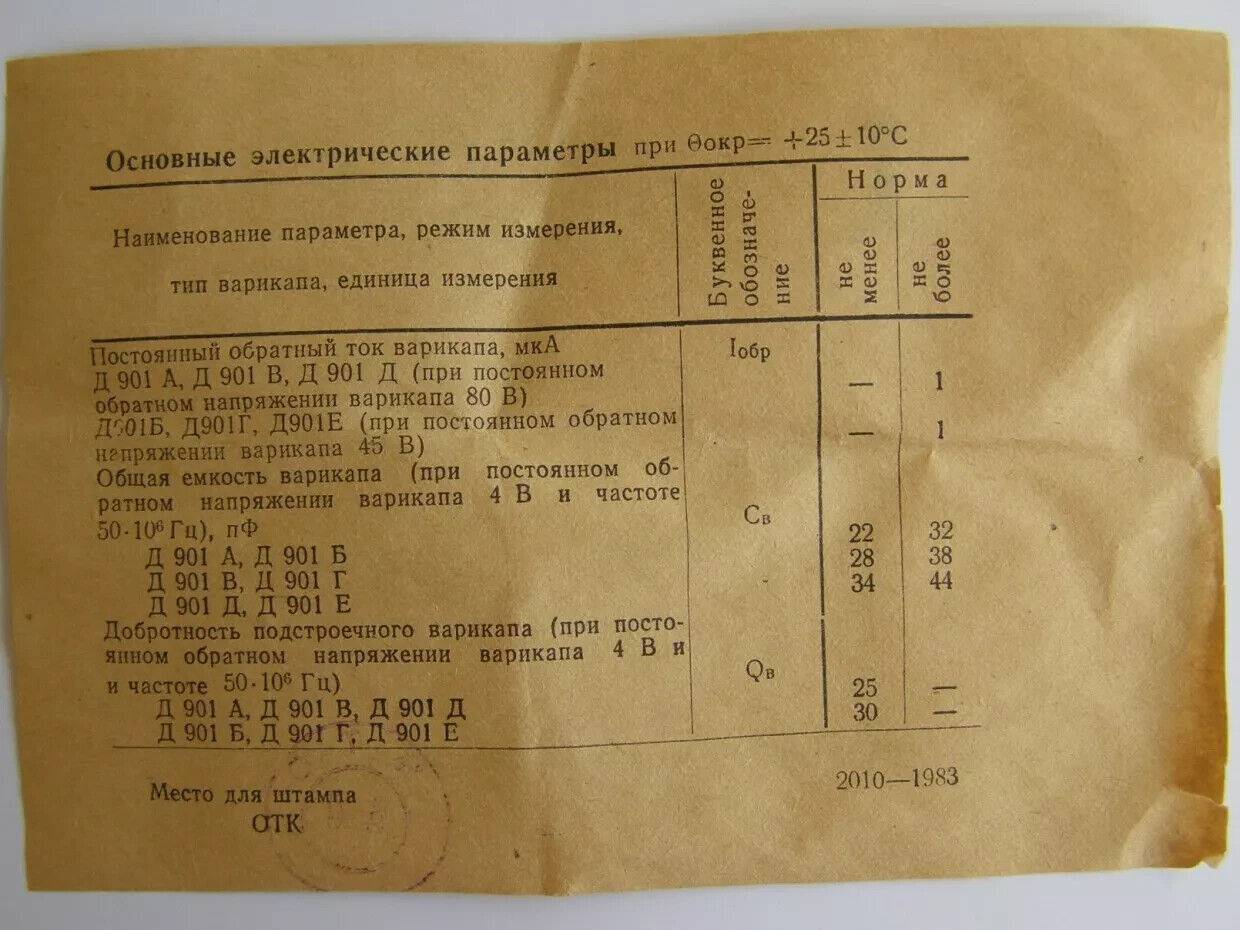 Основные электрические параметры при Θокр= +25±10°С
Наименование параметра, режим измерения,
тип варикапа, единица измерения
Буквенное
обозначе-
ние
Норма
не
менее
не
более
Постоянный обратный ток варикапа, мкА Iобр
Д 901 А, Д 901 В, Д 901 Д (при постоянном — 1
обратном напряжении варикапа 80 В)
Д901Б, Д901Г, Д901Е (при постоянном обратном — 1
напряжении варикапа 45 В)
Общая емкость варикапа (при постоянном об-
ратном напряжении варикапа 4 В и частоте
50·10⁶ Гц), пФ Св
Д 901 А, Д 901 Б 22 32
Д 901 В, Д 901 Г 28 38
Д 901 Д, Д 901 Е 34 44
Добротность подстроечного варикапа (при посто-
янном обратном напряжении варикапа 4 В и
и частоте 50·10⁶ Гц) Qв
Д 901 А, Д 901 В, Д 901 Д 25 —
Д 901 Б, Д 901 Г, Д 901 Е 30 —
Место для штампа
ОТК
2010—1983